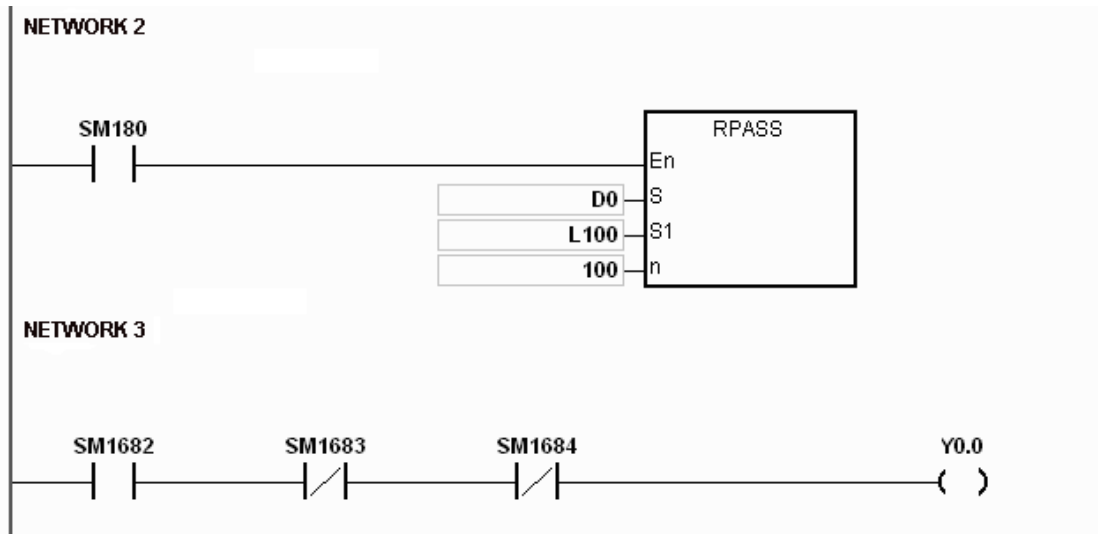 NETWORK 2
SM180
RPASS
En
D0 S
L100 S1
100 n
NETWORK 3
SM1682 SM1683 SM1684 Y0.0